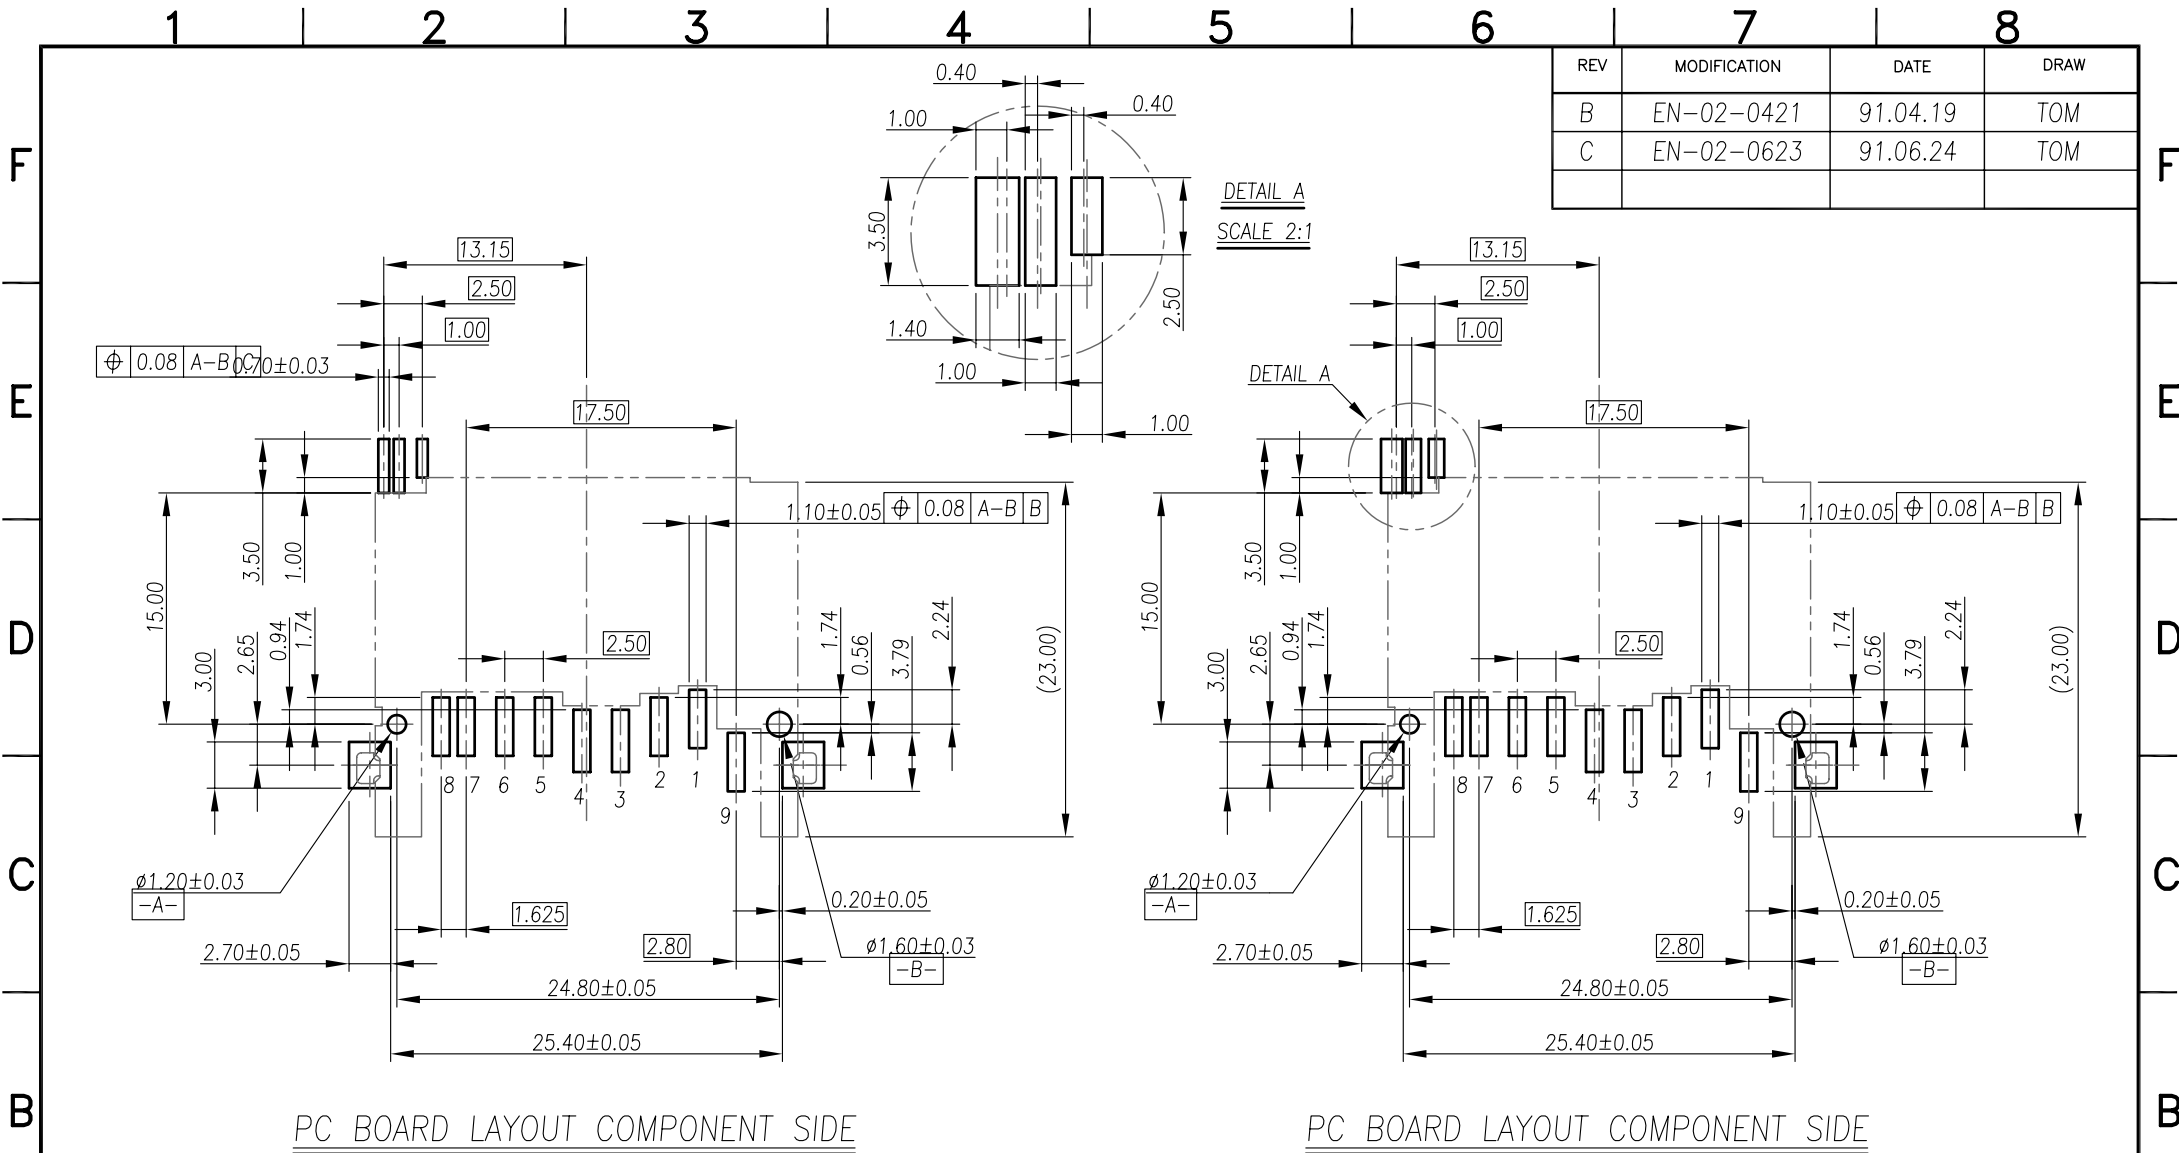 1 2 3 4 5 6 7 8
REV MODIFICATION DATE DRAW
B EN-02-0421 91.04.19 TOM
C EN-02-0623 91.06.24 TOM
F F
E E
D D
C C
B B
0.40
0.40
1.00
3.50
2.50
1.40
1.00
1.00
DETAIL A
SCALE 2:1
13.15
2.50
1.00
⌖ 0.08 A-B C
0.70±0.03
17.50
1.10±0.05 ⌖ 0.08 A-B B
3.50
1.00
15.00
3.00
2.65
0.94
1.74
2.50
1.74
0.56
3.79
2.24
(23.00)
8 7 6 5 4 3 2 1 9
ø1.20±0.03
-A-
1.625
0.20±0.05
2.70±0.05
2.80
ø1.60±0.03
-B-
24.80±0.05
25.40±0.05
PC BOARD LAYOUT COMPONENT SIDE
13.15
2.50
1.00
DETAIL A
17.50
1.10±0.05 ⌖ 0.08 A-B B
3.50
1.00
15.00
3.00
2.65
0.94
1.74
2.50
1.74
0.56
3.79
2.24
(23.00)
8 7 6 5 4 3 2 1 9
ø1.20±0.03
-A-
1.625
0.20±0.05
2.70±0.05
2.80
ø1.60±0.03
-B-
24.80±0.05
25.40±0.05
PC BOARD LAYOUT COMPONENT SIDE